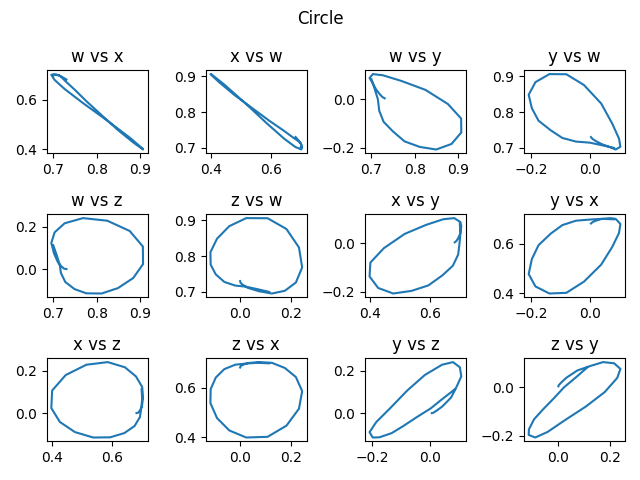 Circle
w vs x
x vs w
w vs y
y vs w
0.6
0.4
0.7 0.8 0.9
0.9
0.8
0.7
0.4 0.6
0.0
−0.2
0.7 0.8 0.9
0.9
0.8
0.7
−0.2 0.0
w vs z
z vs w
x vs y
y vs x
0.2
0.0
0.7 0.8 0.9
0.9
0.8
0.7
0.0 0.2
0.0
−0.2
0.4 0.6
0.6
0.4
−0.2 0.0
x vs z
z vs x
y vs z
z vs y
0.2
0.0
0.4 0.6
0.6
0.4
0.0 0.2
0.2
0.0
−0.2 0.0
0.0
−0.2
0.0 0.2